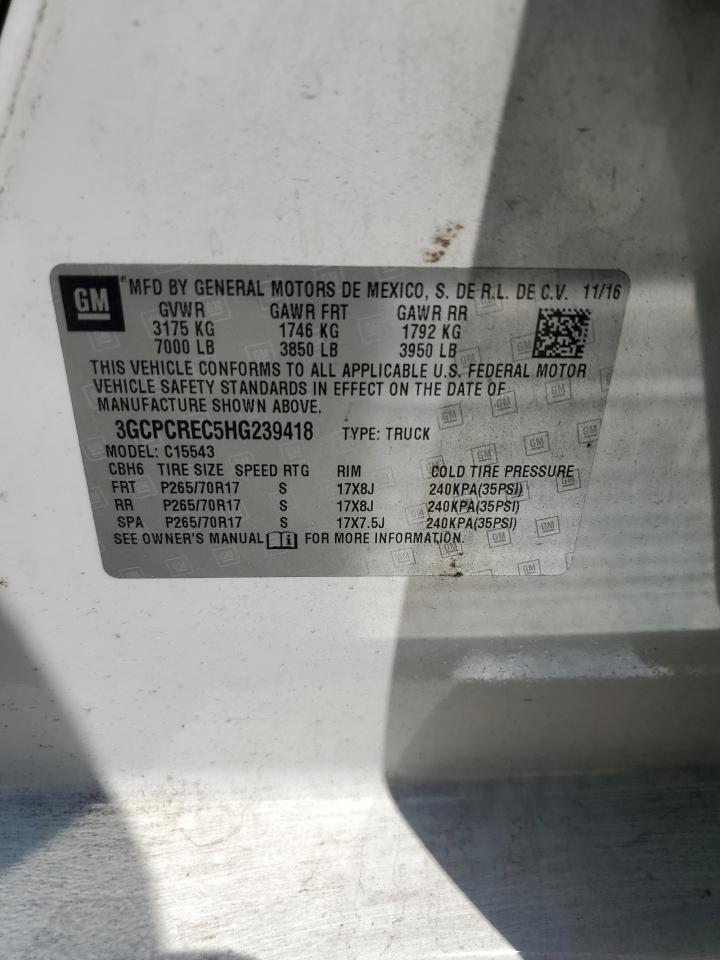 GM
MFD BY GENERAL MOTORS DE MEXICO, S. DE R.L. DE C.V. 11/16
GVWR GAWR FRT GAWR RR
3175 KG 1746 KG 1792 KG
7000 LB 3850 LB 3950 LB
THIS VEHICLE CONFORMS TO ALL APPLICABLE U.S. FEDERAL MOTOR
VEHICLE SAFETY STANDARDS IN EFFECT ON THE DATE OF
MANUFACTURE SHOWN ABOVE.
3GCPCREC5HG239418 TYPE: TRUCK
MODEL: C15543
CBH6 TIRE SIZE SPEED RTG RIM COLD TIRE PRESSURE
FRT P265/70R17 S 17X8J 240KPA(35PSI)
RR P265/70R17 S 17X8J 240KPA(35PSI)
SPA P265/70R17 S 17X7.5J 240KPA(35PSI)
SEE OWNER'S MANUAL FOR MORE INFORMATION.